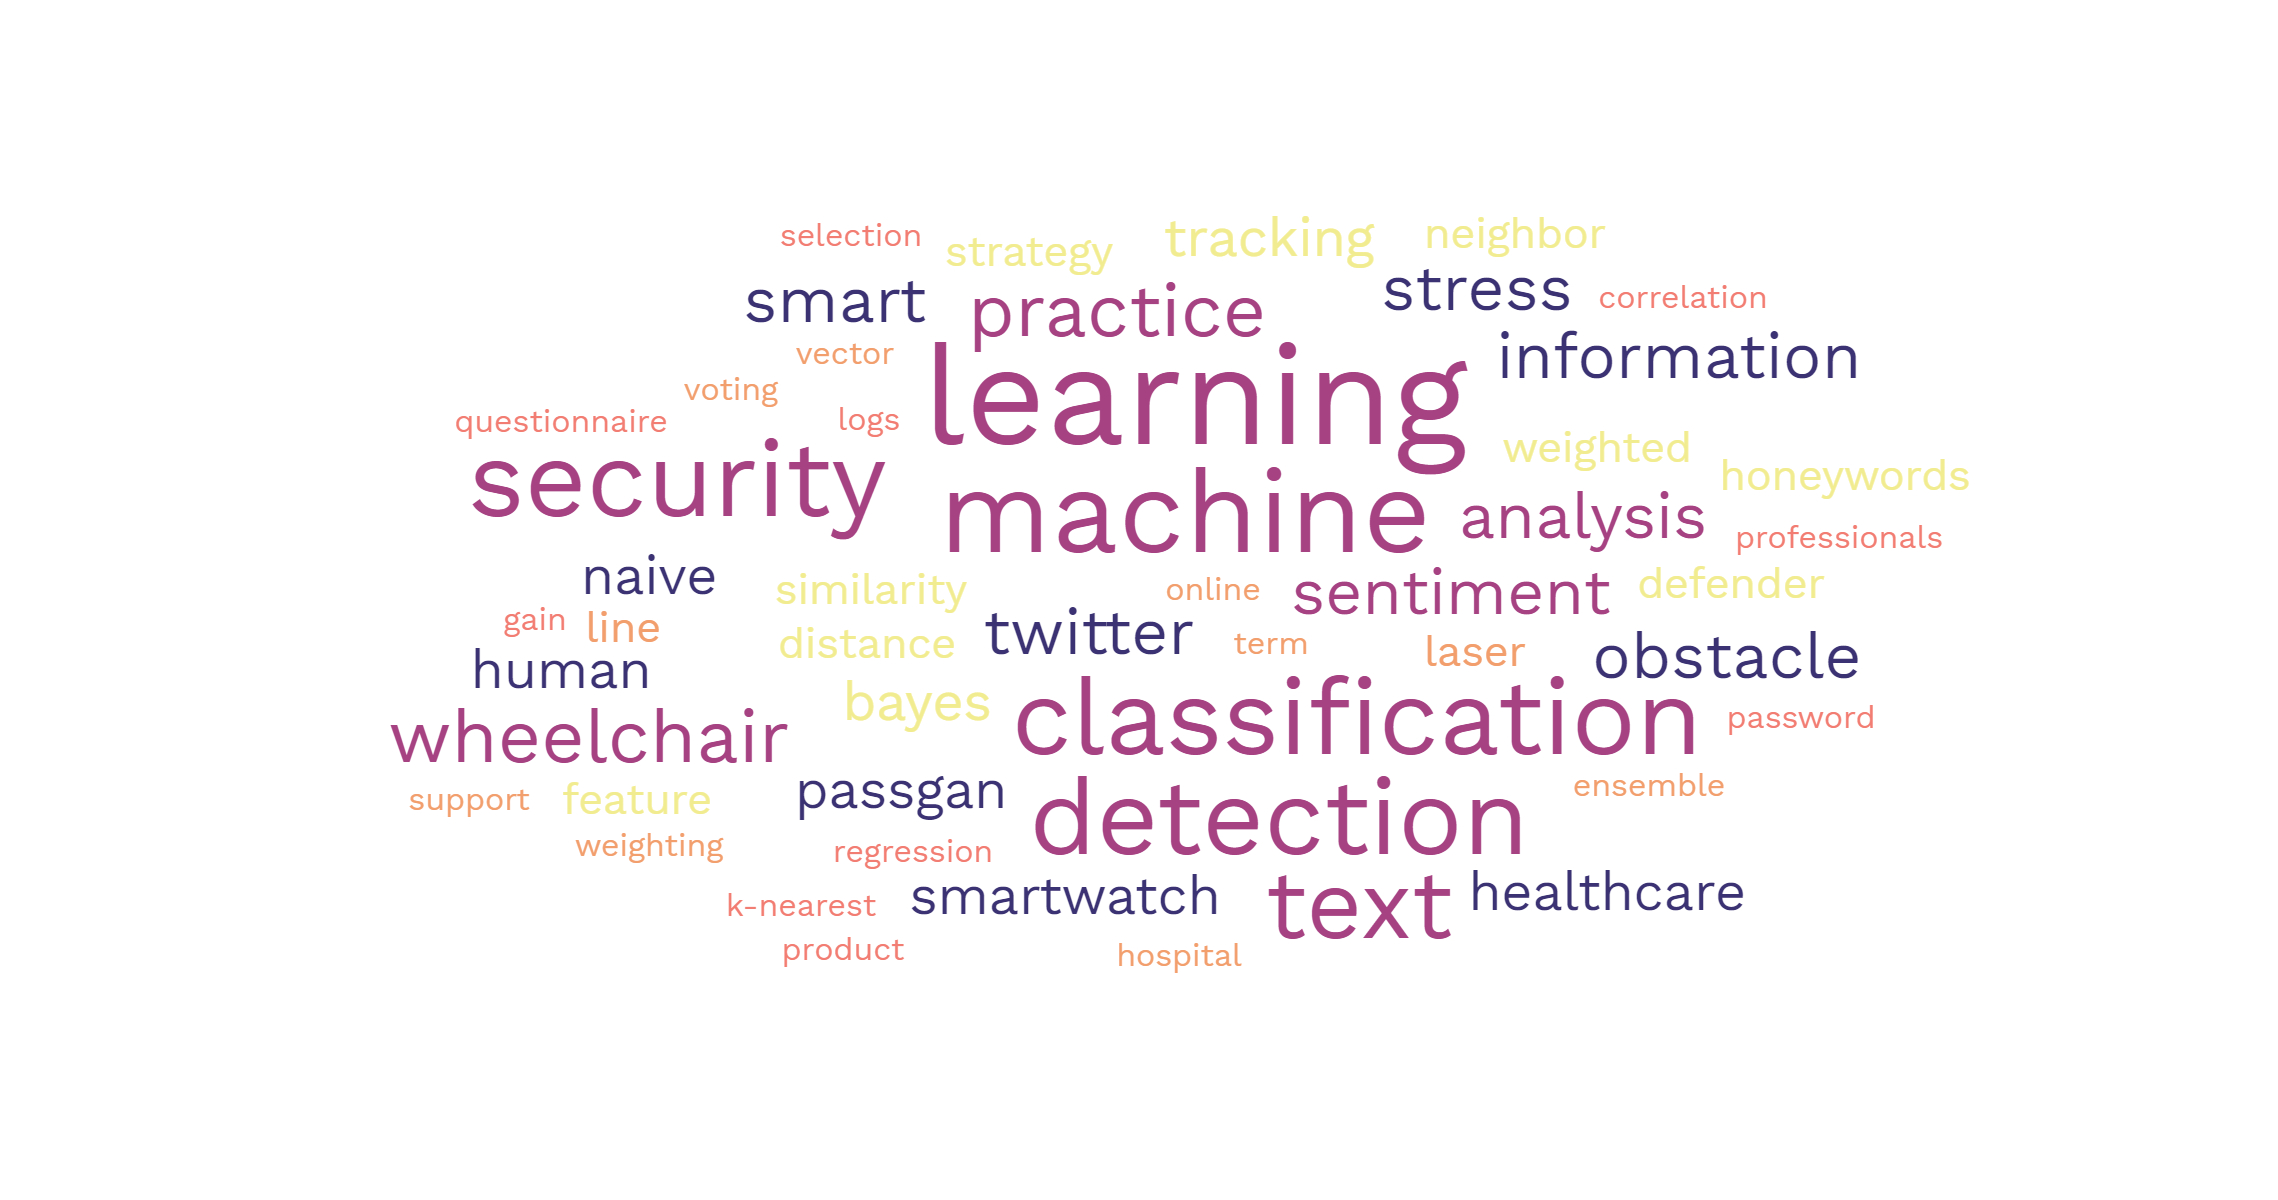 selection
strategy
tracking
neighbor
smart
practice
stress
correlation
vector
learning
information
voting
questionnaire
logs
security
weighted
honeywords
machine
analysis
professionals
naive
similarity
online
sentiment
defender
gain
line
distance
twitter
term
laser
obstacle
human
bayes
classification
password
wheelchair
support
feature
passgan
detection
ensemble
weighting
regression
k-nearest
smartwatch
text
healthcare
product
hospital